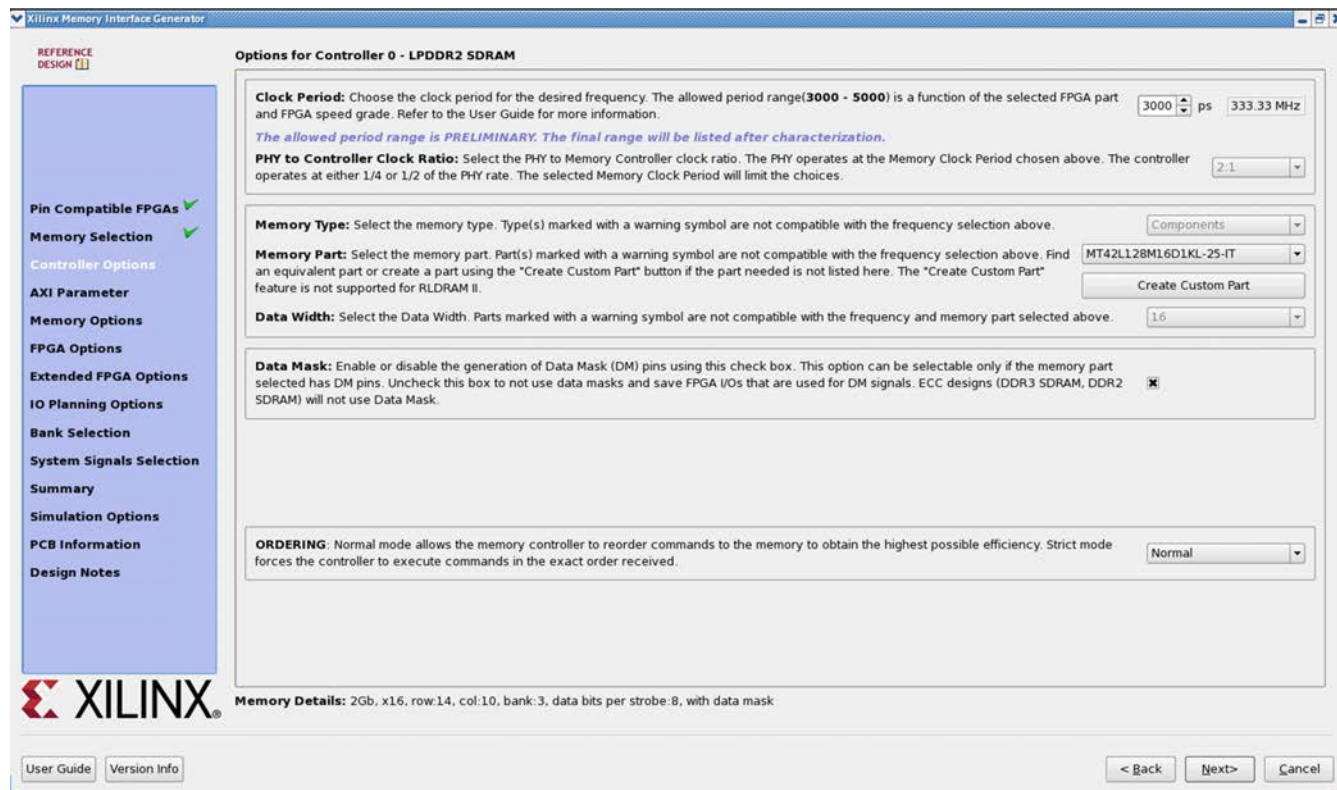 Xilinx Memory Interface Generator
REFERENCE
DESIGN
Options for Controller 0 - LPDDR2 SDRAM
Clock Period: Choose the clock period for the desired frequency. The allowed period range(3000 - 5000) is a function of the selected FPGA part
and FPGA speed grade. Refer to the User Guide for more information.
3000 ps 333.33 MHz
The allowed period range is PRELIMINARY. The final range will be listed after characterization.
PHY to Controller Clock Ratio: Select the PHY to Memory Controller clock ratio. The PHY operates at the Memory Clock Period chosen above. The controller
operates at either 1/4 or 1/2 of the PHY rate. The selected Memory Clock Period will limit the choices.
2:1
Pin Compatible FPGAs
Memory Selection
Controller Options
AXI Parameter
Memory Options
FPGA Options
Extended FPGA Options
IO Planning Options
Bank Selection
System Signals Selection
Summary
Simulation Options
PCB Information
Design Notes
Memory Type: Select the memory type. Type(s) marked with a warning symbol are not compatible with the frequency selection above.
Components
Memory Part: Select the memory part. Part(s) marked with a warning symbol are not compatible with the frequency selection above. Find
an equivalent part or create a part using the "Create Custom Part" button if the part needed is not listed here. The "Create Custom Part"
feature is not supported for RLDRAM II.
MT42L128M16D1KL-25-IT
Create Custom Part
Data Width: Select the Data Width. Parts marked with a warning symbol are not compatible with the frequency and memory part selected above.
16
Data Mask: Enable or disable the generation of Data Mask (DM) pins using this check box. This option can be selectable only if the memory part
selected has DM pins. Uncheck this box to not use data masks and save FPGA I/Os that are used for DM signals. ECC designs (DDR3 SDRAM, DDR2
SDRAM) will not use Data Mask.
ORDERING: Normal mode allows the memory controller to reorder commands to the memory to obtain the highest possible efficiency. Strict mode
forces the controller to execute commands in the exact order received.
Normal
XILINX®
Memory Details: 2Gb, x16, row:14, col:10, bank:3, data bits per strobe:8, with data mask
User Guide
Version Info
< Back
Next>
Cancel